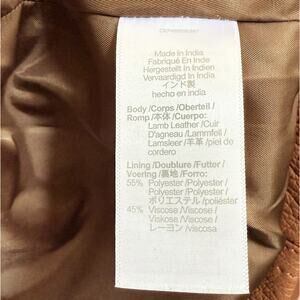 Made In India
Fabriqué En Inde
Hergestellt In Indien
Vervaardigd In India
インド製
hecho en india
Body/Corps/Oberteil/
Romp/本体/Cuerpo:
Lamb Leather/Cuir
D'agneau/Lammfell/
Lamsleer/羊革/piel de
cordero
Lining/Doublure/Futter/
Voering/裏地/Forro:
55% Polyester/Polyester/
Polyester/Polyester/
ポリエステル/poliéster
45% Viscose/Viscose/
Viskose/Viscose/
レーヨン/viscosa